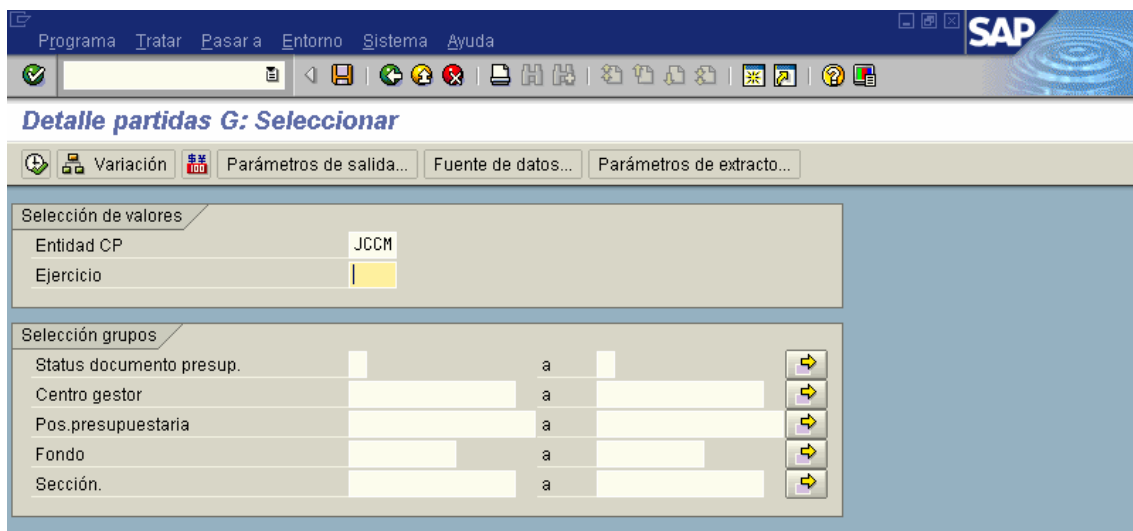 Programa Tratar Pasar a Entorno Sistema Ayuda
SAP
Detalle partidas G: Seleccionar
Variación Parámetros de salida... Fuente de datos... Parámetros de extracto...
Selección de valores
Entidad CP JCCM
Ejercicio
Selección grupos
Status documento presup. a
Centro gestor a
Pos.presupuestaria a
Fondo a
Sección. a